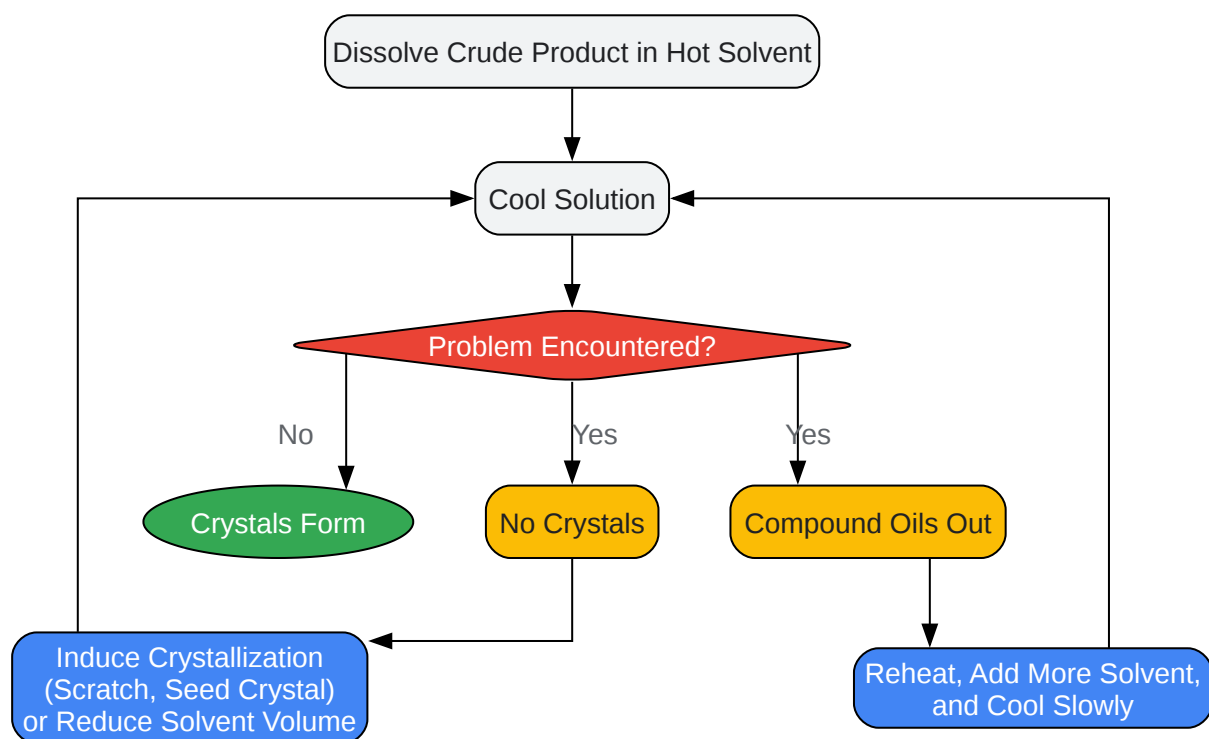 Dissolve Crude Product in Hot Solvent
Cool Solution
Problem Encountered?
No
Yes
Yes
Crystals Form
No Crystals
Compound Oils Out
Induce Crystallization
(Scratch, Seed Crystal)
or Reduce Solvent Volume
Reheat, Add More Solvent,
and Cool Slowly